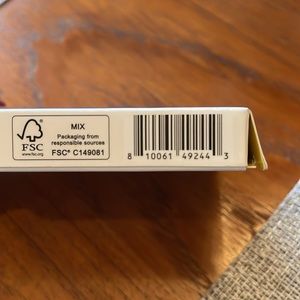 FSC
www.fsc.org
MIX
Packaging from
responsible sources
FSC® C149081
8 10061 49244 3